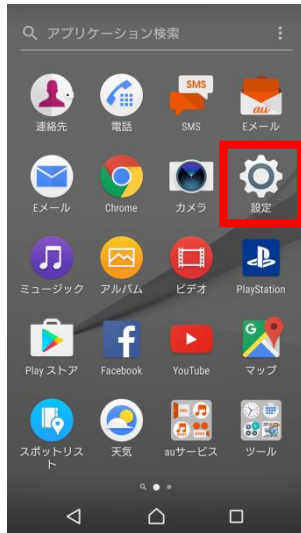 アプリケーション検索
SMS
au
連絡先 電話 SMS Eメール
Eメール Chrome カメラ 設定
ミュージック アルバム ビデオ PlayStation
G
Play ストア Facebook YouTube マップ
スポットリス 天気 auサービス ツール
ト